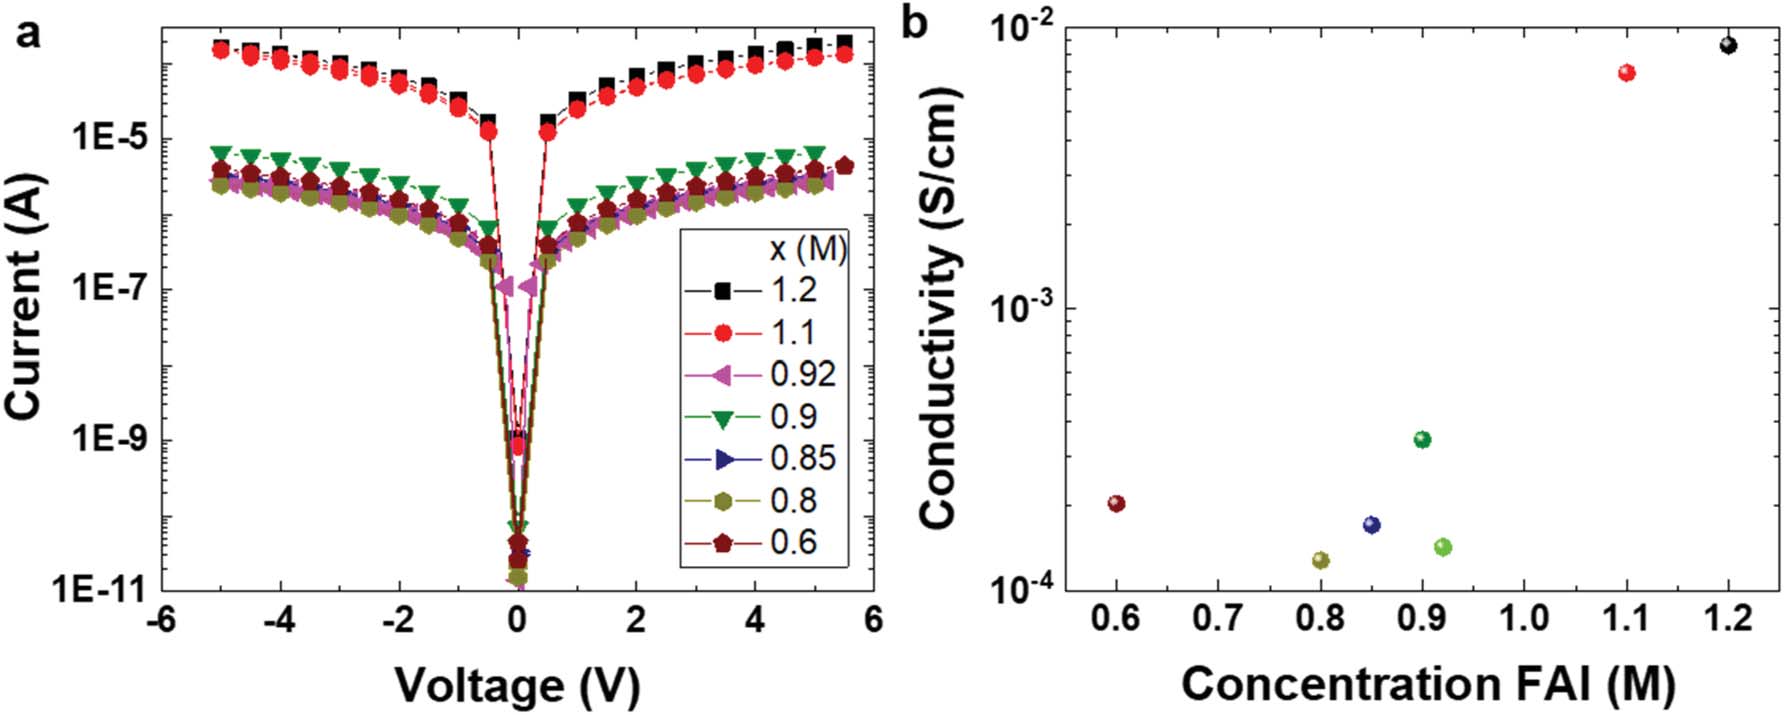 a
Current (A)
1E-5
1E-7
1E-9
1E-11
-6 -4 -2 0 2 4 6
Voltage (V)
x (M)
1.2
1.1
0.92
0.9
0.85
0.8
0.6
b
Conductivity (S/cm)
10-2
10-3
10-4
0.6 0.7 0.8 0.9 1.0 1.1 1.2
Concentration FAI (M)